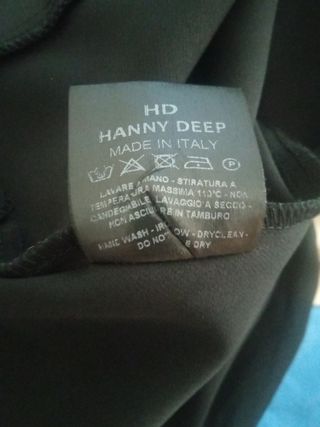 HD
HANNY DEEP
MADE IN ITALY
LAVARE A MANO - STIRATURA A
TEMPERATURA MASSIMA 110°C - NON
CANDEGGIABILE LAVAGGIO A SECCO -
NON ASCIUGARE IN TAMBURO
HAND WASH - IRON LOW - DRYCLEAN -
DO NOT DRY